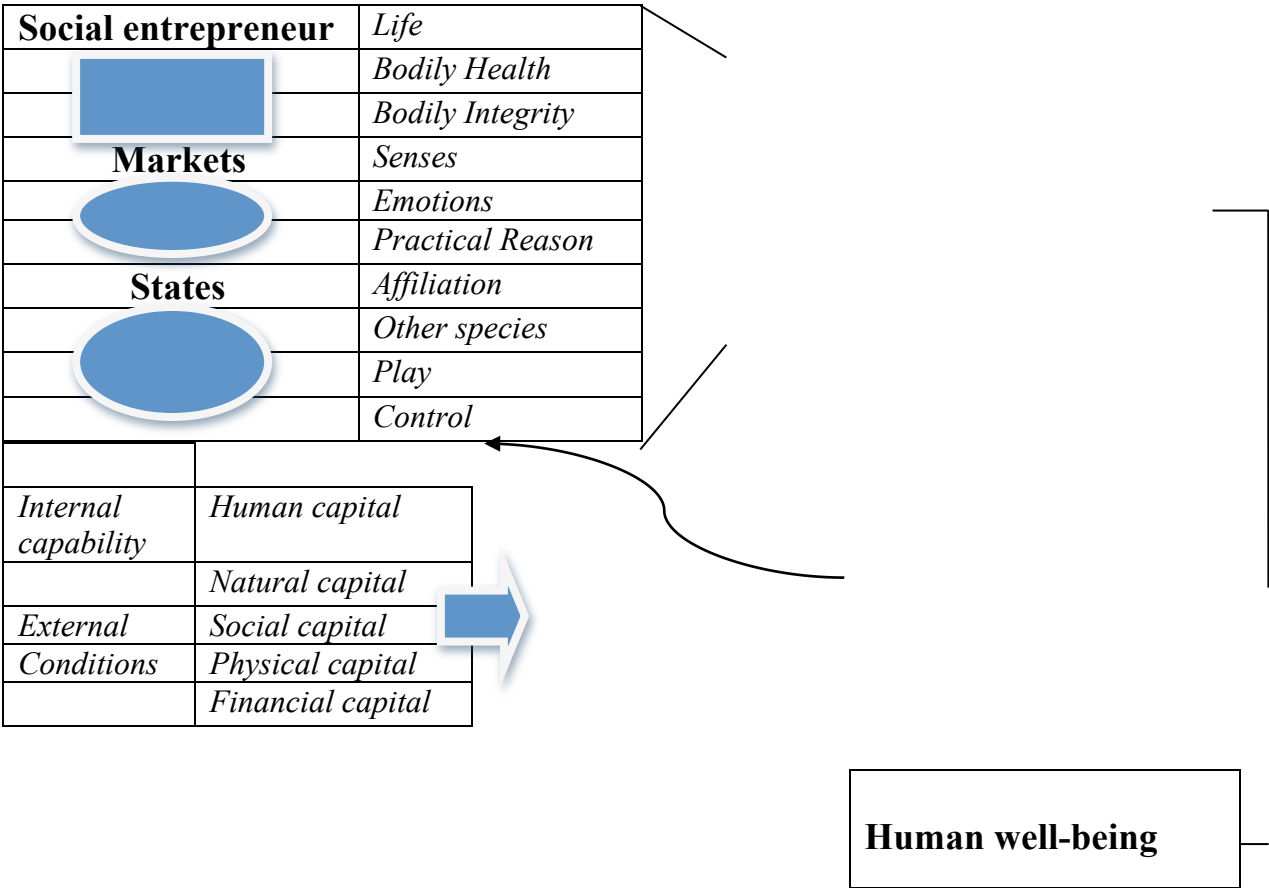 Social entrepreneur Life
Bodily Health
Bodily Integrity
Markets Senses
Emotions
Practical Reason
States Affiliation
Other species
Play
Control
Internal capability Human capital
Natural capital
External Social capital
Conditions Physical capital
Financial capital
Human well-being